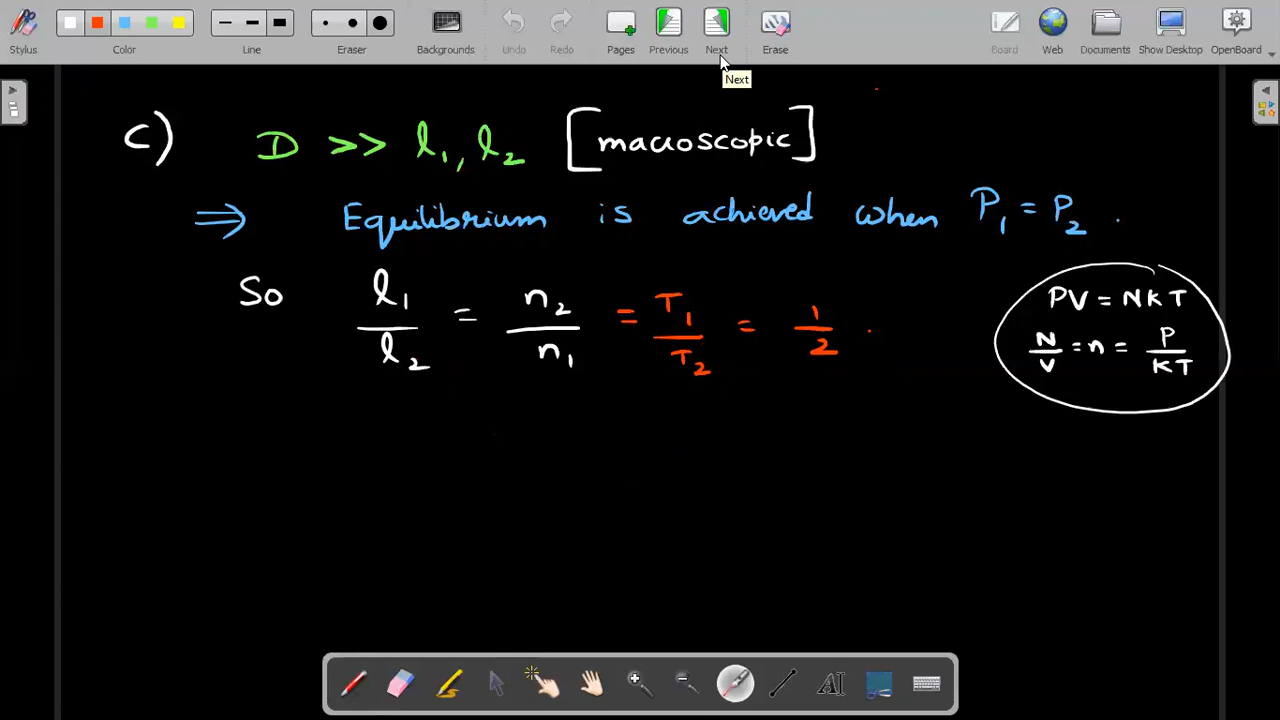 Stylus Color Line Eraser Backgrounds Undo Redo Pages Previous Next Erase Board Web Documents Show Desktop OpenBoard
Next
C) D >> l₁, l₂ [macroscopic]
⇒ Equilibrium is achieved when P₁ = P₂ .
So l₁/l₂ = n₂/n₁ = T₁/T₂ = 1/2 .
PV = NKT
N/V = n = P/KT
AI